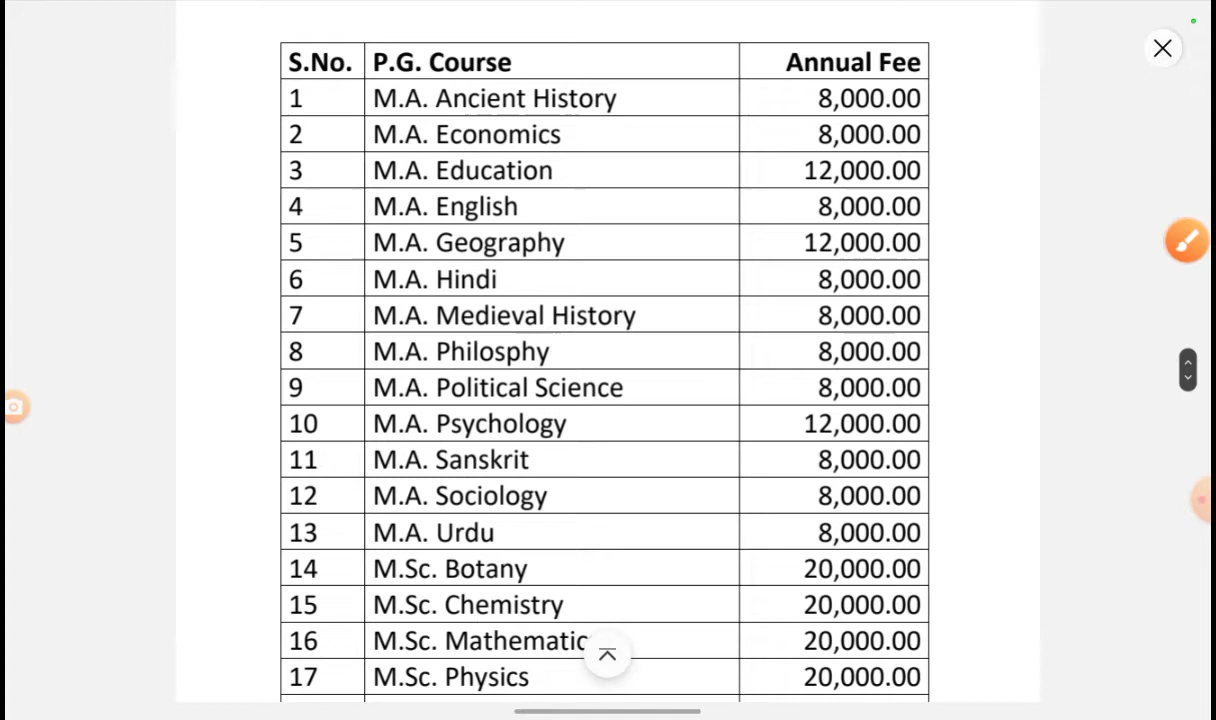 S.No. P.G. Course Annual Fee
1 M.A. Ancient History 8,000.00
2 M.A. Economics 8,000.00
3 M.A. Education 12,000.00
4 M.A. English 8,000.00
5 M.A. Geography 12,000.00
6 M.A. Hindi 8,000.00
7 M.A. Medieval History 8,000.00
8 M.A. Philosphy 8,000.00
9 M.A. Political Science 8,000.00
10 M.A. Psychology 12,000.00
11 M.A. Sanskrit 8,000.00
12 M.A. Sociology 8,000.00
13 M.A. Urdu 8,000.00
14 M.Sc. Botany 20,000.00
15 M.Sc. Chemistry 20,000.00
16 M.Sc. Mathematic 20,000.00
17 M.Sc. Physics 20,000.00